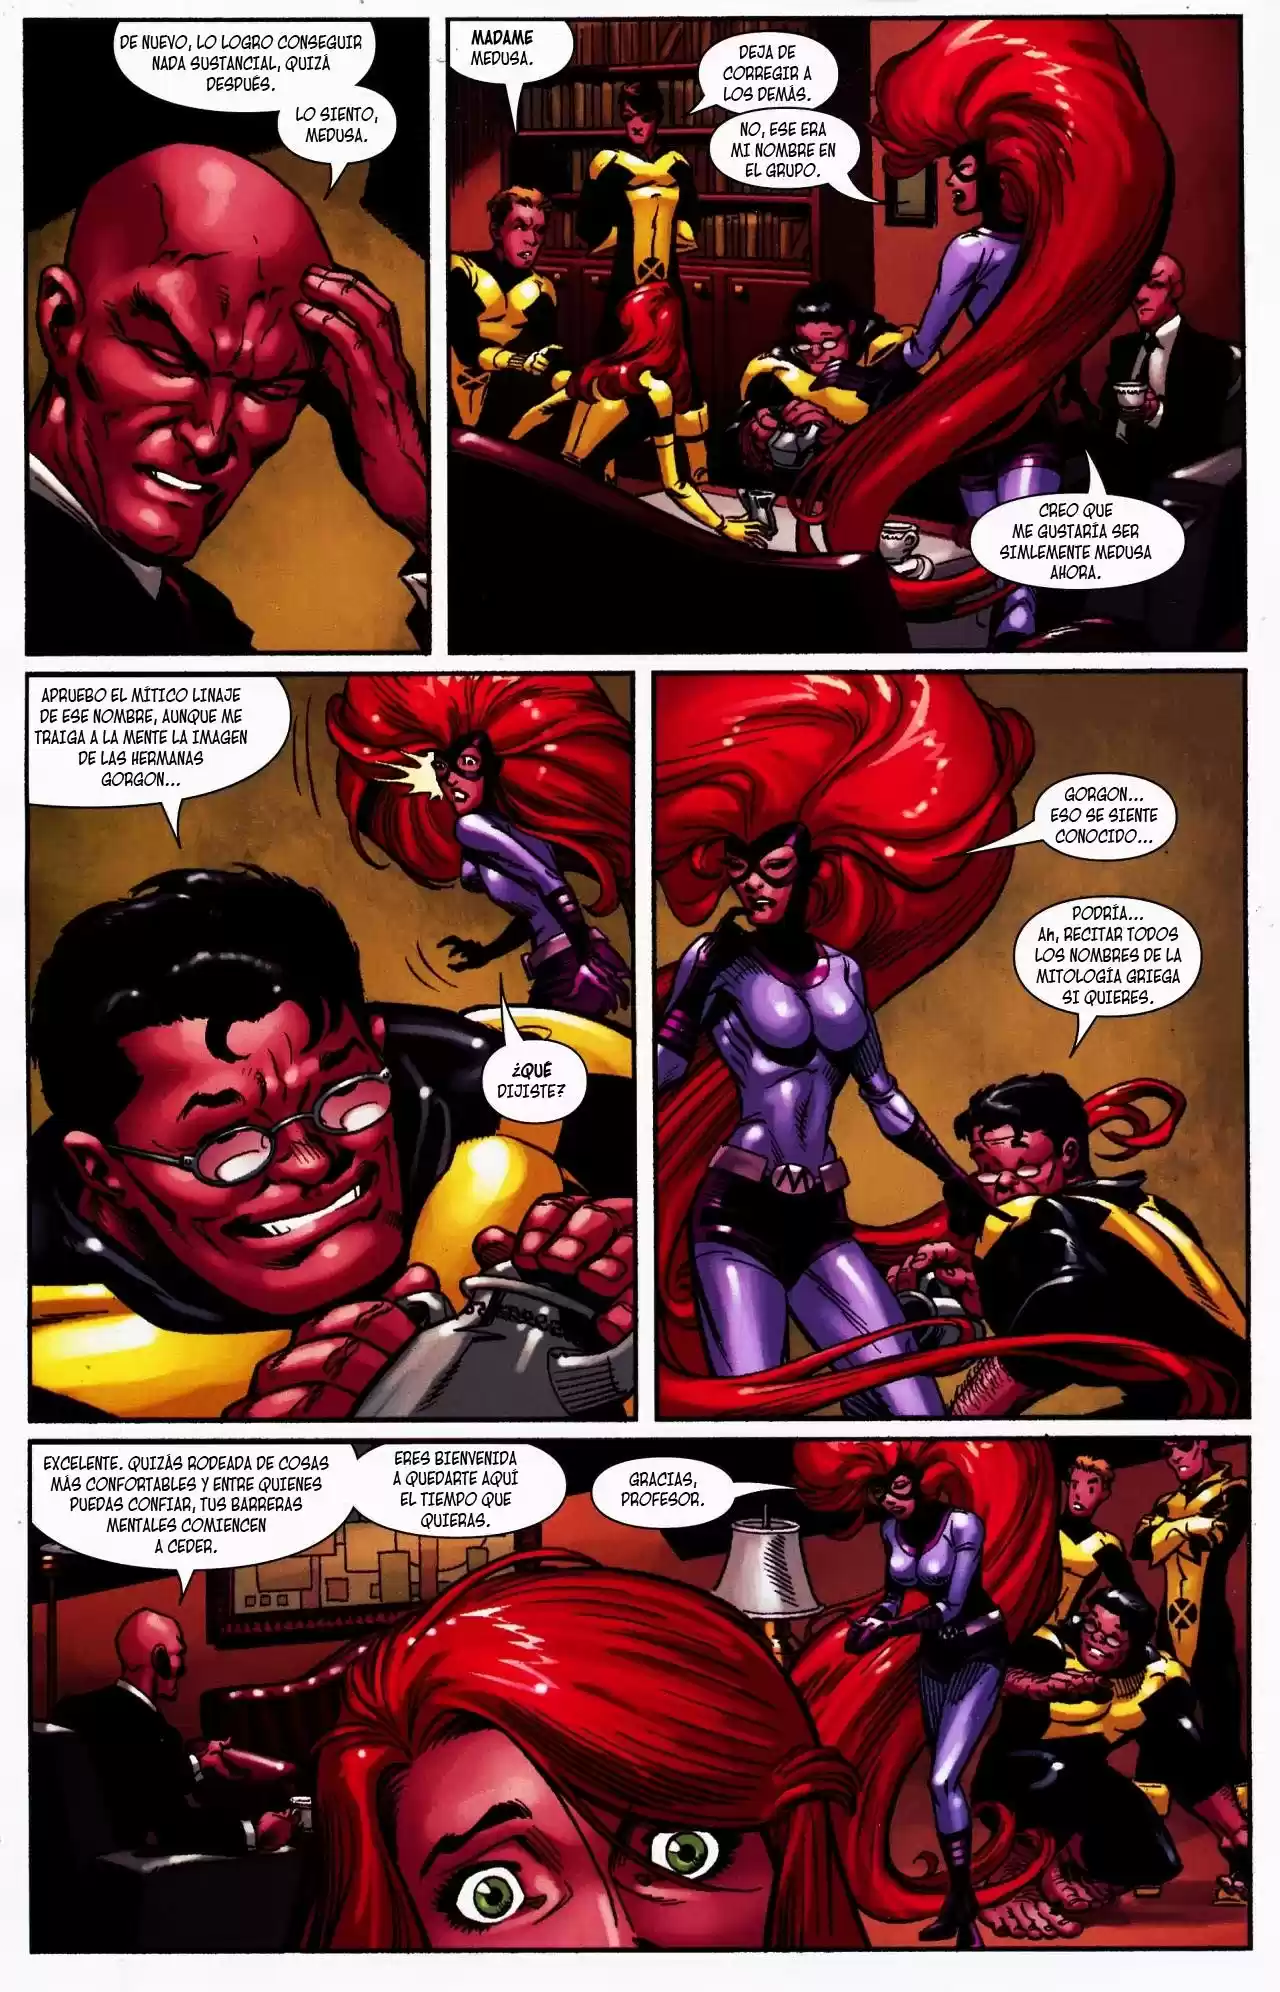 DE NUEVO, LO LOGRO CONSEGUIR
NADA SUSTANCIAL, QUIZÁ
DESPUÉS.
LO SIENTO,
MEDUSA.
MADAME
MEDUSA.
DEJA DE
CORREGIR A
LOS DEMÁS.
NO, ESE ERA
MI NOMBRE EN
EL GRUPO.
CREO QUE
ME GUSTARÍA SER
SIMLEMENTE MEDUSA
AHORA.
APRUEBO EL MÍTICO LINAJE
DE ESE NOMBRE, AUNQUE ME
TRAIGA A LA MENTE LA IMAGEN
DE LAS HERMANAS
GORGON...
¿QUÉ
DIJISTE?
GORGON...
ESO SE SIENTE
CONOCIDO...
PODRÍA...
Ah, RECITAR TODOS
LOS NOMBRES DE LA
MITOLOGÍA GRIEGA
SI QUIERES.
M
EXCELENTE. QUIZÁS RODEADA DE COSAS
MÁS CONFORTABLES Y ENTRE QUIENES
PUEDAS CONFIAR, TUS BARRERAS
MENTALES COMIENCEN
A CEDER.
ERES BIENVENIDA
A QUEDARTE AQUÍ
EL TIEMPO QUE
QUIERAS.
GRACIAS,
PROFESOR.